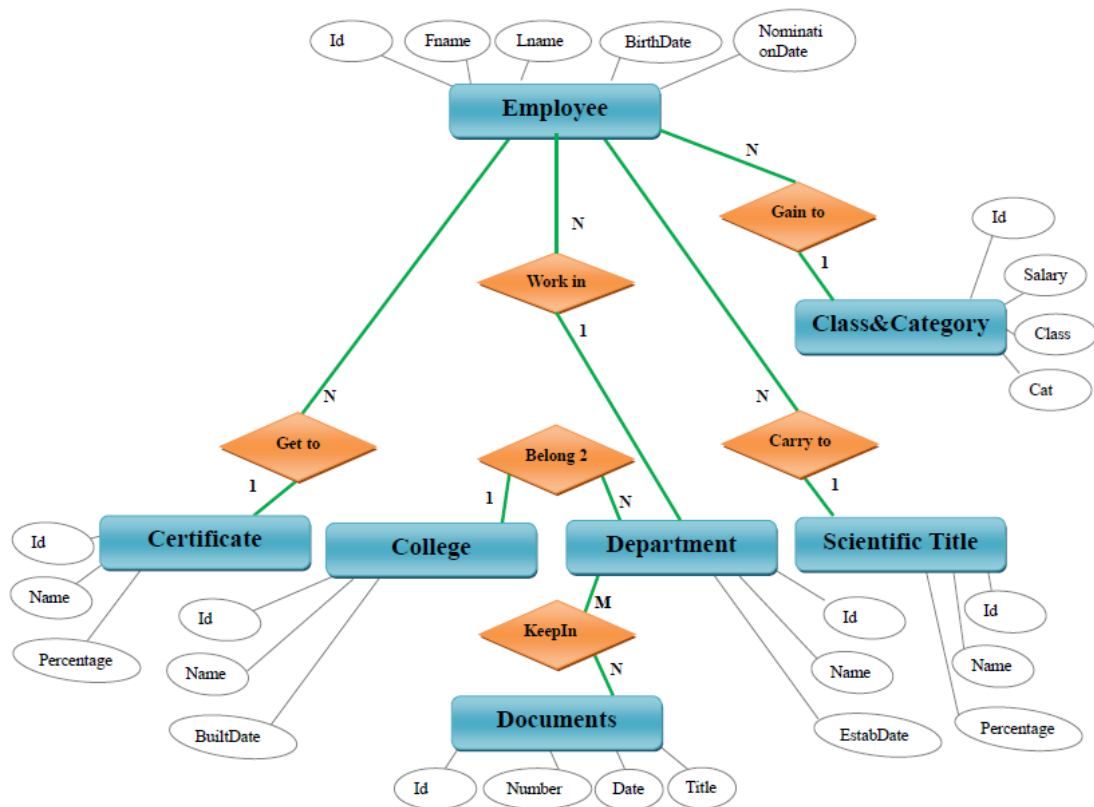 Id
Fname
Lname
BirthDate
Nominati
onDate
Employee
N
Gain to
1
Id
Salary
Class&Category
Class
Cat
N
Work in
1
N
Get to
1
N
Carry to
1
Belong 2
1
N
Certificate
College
Department
Scientific Title
Id
Name
Percentage
Id
Name
BuiltDate
M
KeepIn
N
Id
Name
EstabDate
Id
Name
Percentage
Documents
Id
Number
Date
Title